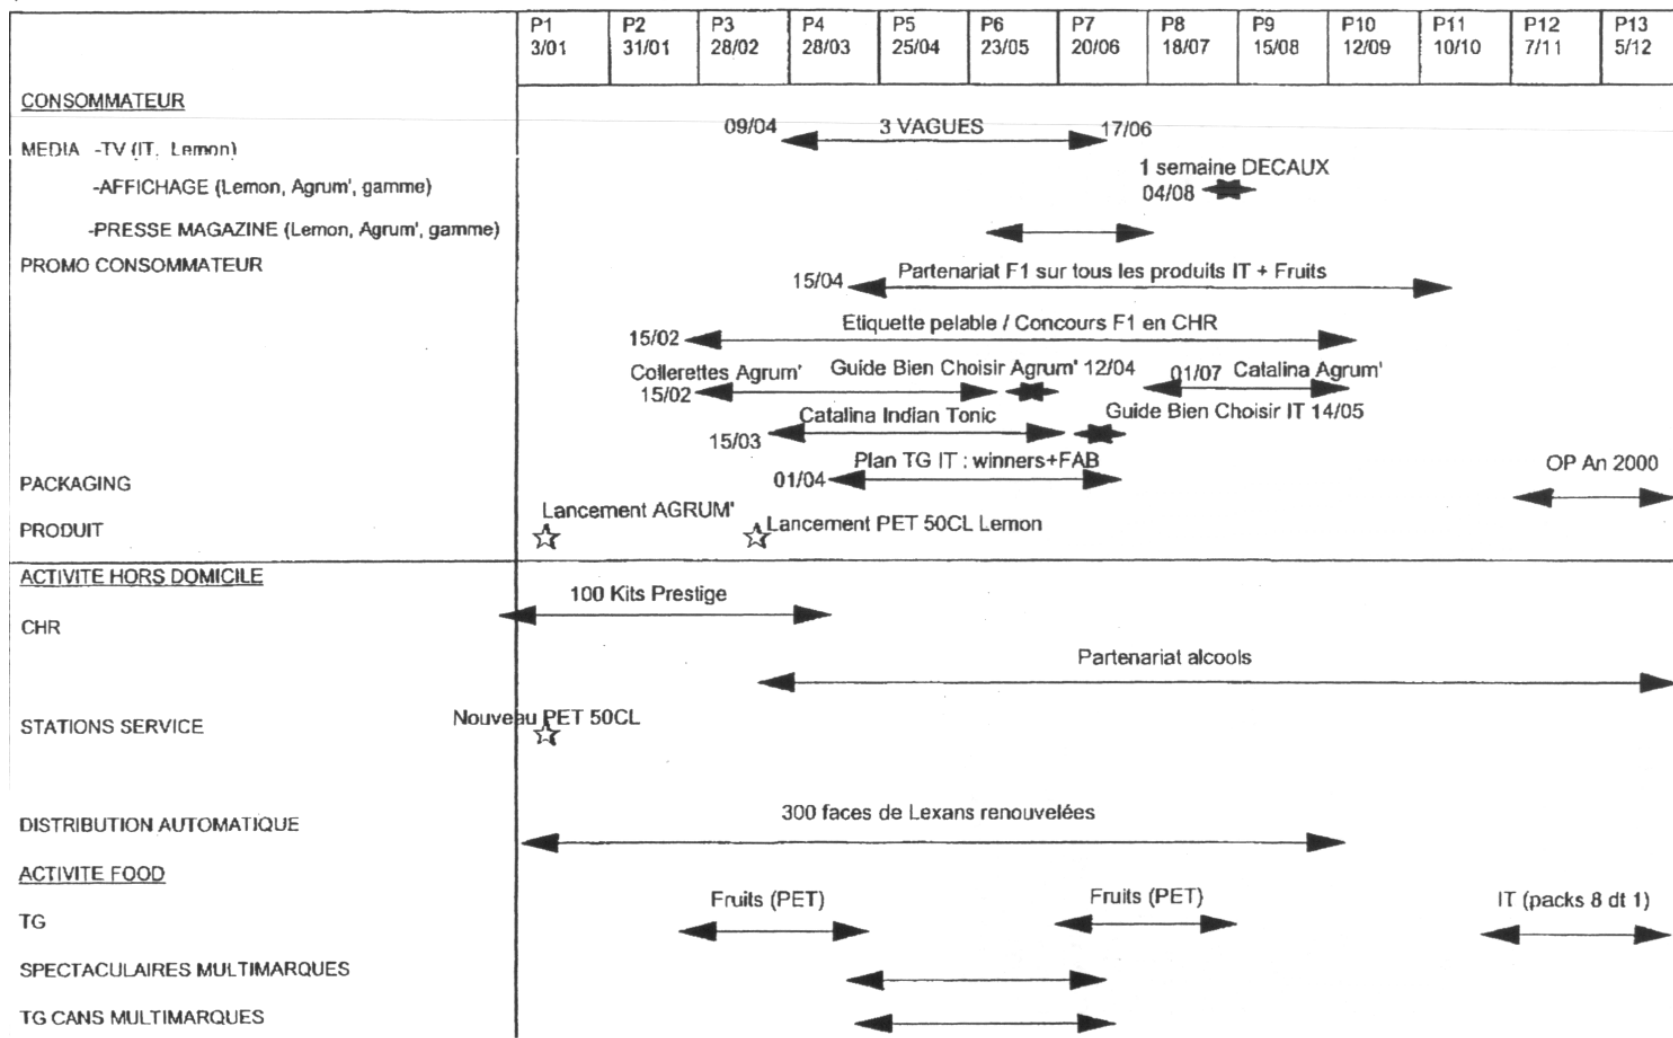 P1 P2 P3 P4 P5 P6 P7 P8 P9 P10 P11 P12 P13
3/01 31/01 28/02 28/03 25/04 23/05 20/06 18/07 15/08 12/09 10/10 7/11 5/12
CONSOMMATEUR
09/04 3 VAGUES 17/06
MEDIA -TV (IT, Lemon)
1 semaine DECAUX
-AFFICHAGE (Lemon, Agrum', gamme) 04/08
-PRESSE MAGAZINE (Lemon, Agrum', gamme)
PROMO CONSOMMATEUR
15/04 Partenariat F1 sur tous les produits IT + Fruits
15/02 Etiquette pelable / Concours F1 en CHR
Collerettes Agrum' Guide Bien Choisir Agrum' 12/04 01/07 Catalina Agrum'
15/02
Catalina Indian Tonic Guide Bien Choisir IT 14/05
15/03
Plan TG IT : winners+FAB OP An 2000
PACKAGING 01/04
Lancement AGRUM' Lancement PET 50CL Lemon
PRODUIT
ACTIVITE HORS DOMICILE
100 Kits Prestige
CHR
Partenariat alcools
Nouveau PET 50CL
STATIONS SERVICE
300 faces de Lexans renouvelées
DISTRIBUTION AUTOMATIQUE
ACTIVITE FOOD
Fruits (PET) Fruits (PET) IT (packs 8 dt 1)
TG
SPECTACULAIRES MULTIMARQUES
TG CANS MULTIMARQUES